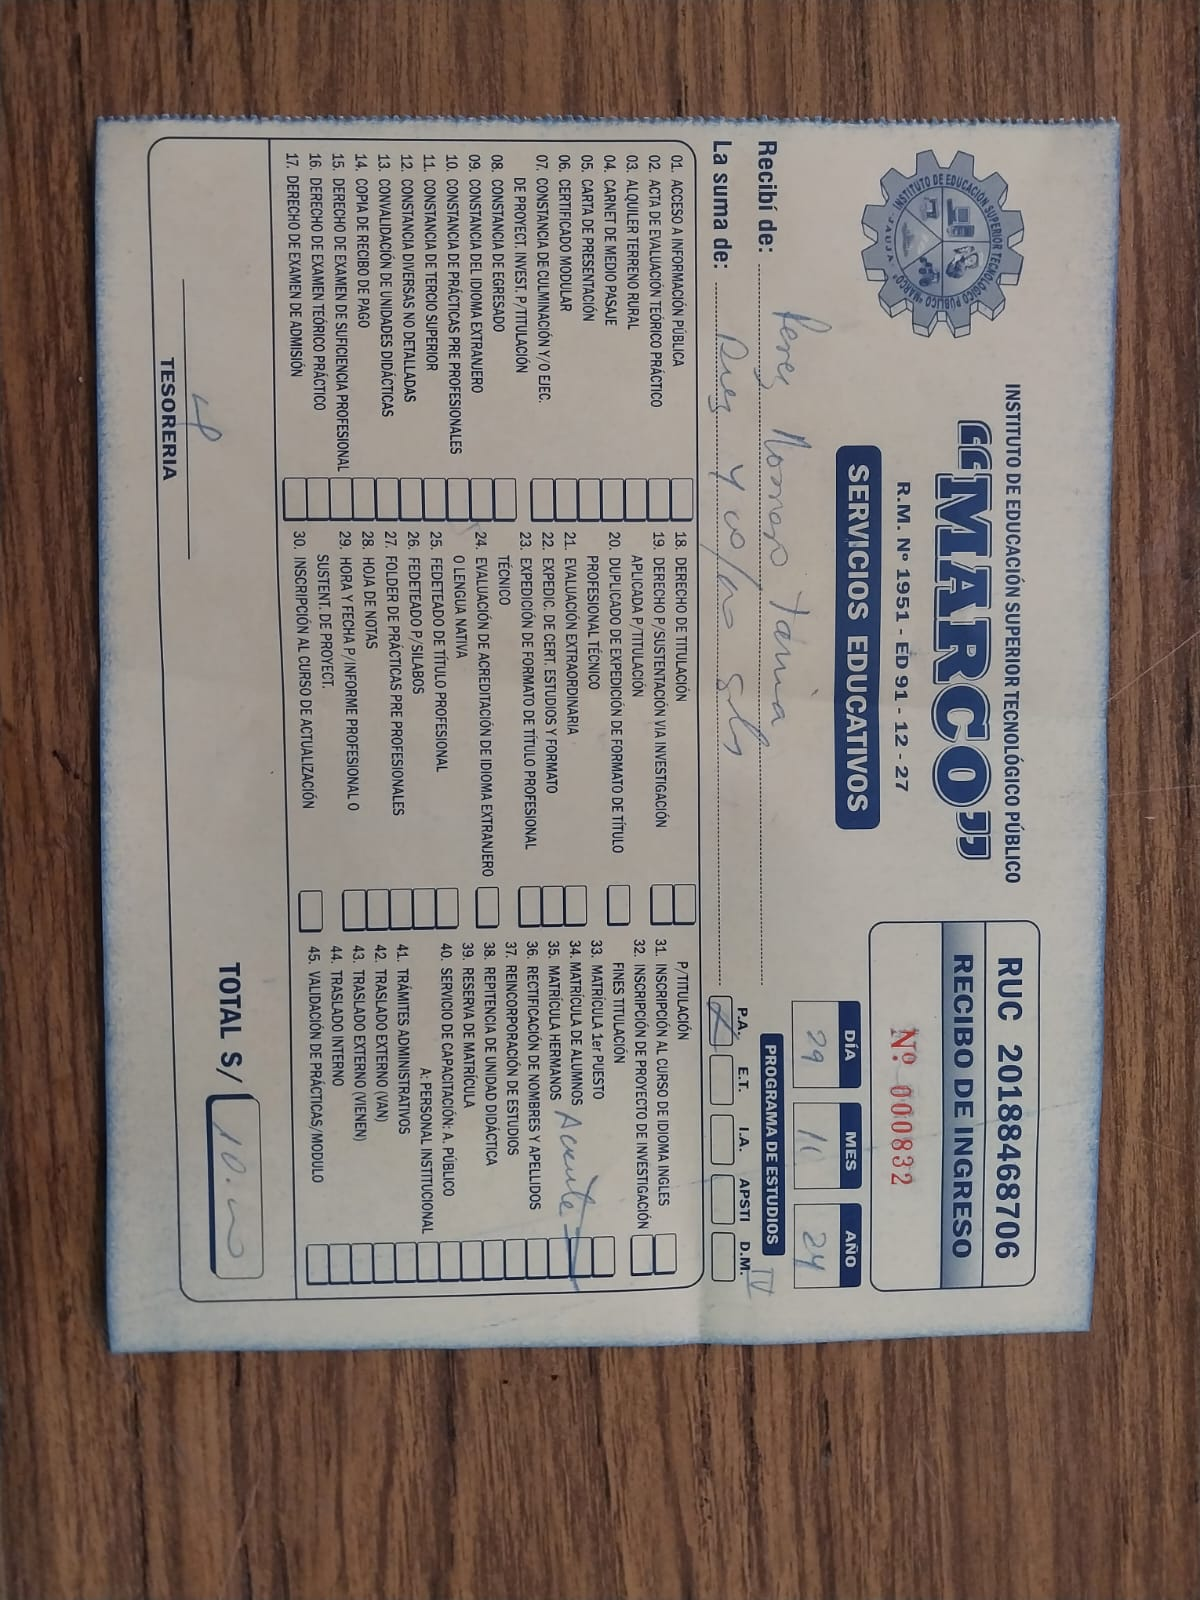 INSTITUTO DE EDUCACIÓN SUPERIOR TECNOLÓGICO PÚBLICO
"MARCO"
R.M. Nº 1951 - ED 91 - 12 - 27
SERVICIOS EDUCATIVOS
INSTITUTO DE EDUCACIÓN SUPERIOR TECNOLÓGICO PÚBLICO "MARCO"
JAUJA
RUC 20188468706
RECIBO DE INGRESO
Nº 000832
DÍA MES AÑO
29 11 24
PROGRAMA DE ESTUDIOS IV
P.A. E.T. I.A. APSTI D.M.
X
Recibí de: Perez
La suma de: Diez y 00/100 soles
01. ACCESO A INFORMACIÓN PÚBLICA
02. ACTA DE EVALUACIÓN TEÓRICO PRÁCTICO
03. ALQUILER TERRENO RURAL
04. CARNET DE MEDIO PASAJE
05. CARTA DE PRESENTACIÓN
06. CERTIFICADO MODULAR
07. CONSTANCIA DE CULMINACIÓN Y/O EJEC.
DE PROYECT. INVEST. P/ TITULACIÓN
08. CONSTANCIA DE EGRESADO
09. CONSTANCIA DEL IDIOMA EXTRANJERO
10. CONSTANCIA DE PRÁCTICAS PRE PROFESIONALES
11. CONSTANCIA DE TERCIO SUPERIOR
12. CONSTANCIA DIVERSAS NO DETALLADAS
13. CONVALIDACIÓN DE UNIDADES DIDÁCTICAS
14. COPIA DE RECIBO DE PAGO
15. DERECHO DE EXAMEN DE SUFICIENCIA PROFESIONAL
16. DERECHO DE EXAMEN TEÓRICO PRÁCTICO
17. DERECHO DE EXAMEN DE ADMISIÓN
18. DERECHO DE TITULACIÓN
19. DERECHO P/SUSTENTACIÓN VIA INVESTIGACIÓN
APLICADA P/TITULACIÓN
20. DUPLICADO DE EXPEDICIÓN DE FORMATO DE TÍTULO
PROFESIONAL TÉCNICO
21. EVALUACIÓN EXTRAORDINARIA
22. EXPEDIC. DE CERT. ESTUDIOS Y FORMATO
23. EXPEDICIÓN DE FORMATO DE TÍTULO PROFESIONAL
TÉCNICO
24. EVALUACIÓN DE ACREDITACIÓN DE IDIOMA EXTRANJERO
O LENGUA NATIVA
25. FEDETEADO DE TÍTULO PROFESIONAL
26. FEDETEADO P/SILABOS
27. FOLDER DE PRÁCTICAS PRE PROFESIONALES
28. HOJA DE NOTAS
29. HORA Y FECHA P/ INFORME PROFESIONAL O
SUSTENT. DE PROYECT.
30. INSCRIPCIÓN AL CURSO DE ACTUALIZACIÓN
P/TITULACIÓN
31. INSCRIPCIÓN AL CURSO DE IDIOMA INGLES
32. INSCRIPCIÓN DE PROYECTO DE INVESTIGACIÓN
FINES TITULACIÓN
33. MATRÍCULA 1er PUESTO
34. MATRÍCULA DE ALUMNOS
35. MATRÍCULA HERMANOS
36. RECTIFICACIÓN DE NOMBRES Y APELLIDOS
37. REINCORPORACIÓN DE ESTUDIOS
38. REPITENCIA DE UNIDAD DIDÁCTICA
39. RESERVA DE MATRÍCULA
40. SERVICIO DE CAPACITACIÓN: A. PÚBLICO
A: PERSONAL INSTITUCIONAL
41. TRÁMITES ADMINISTRATIVOS
42. TRASLADO EXTERNO (VAN)
43. TRASLADO EXTERNO (VIENEN)
44. TRASLADO INTERNO
45. VALIDACIÓN DE PRÁCTICAS/MODULO
TESORERIA
TOTAL S/ 10.00